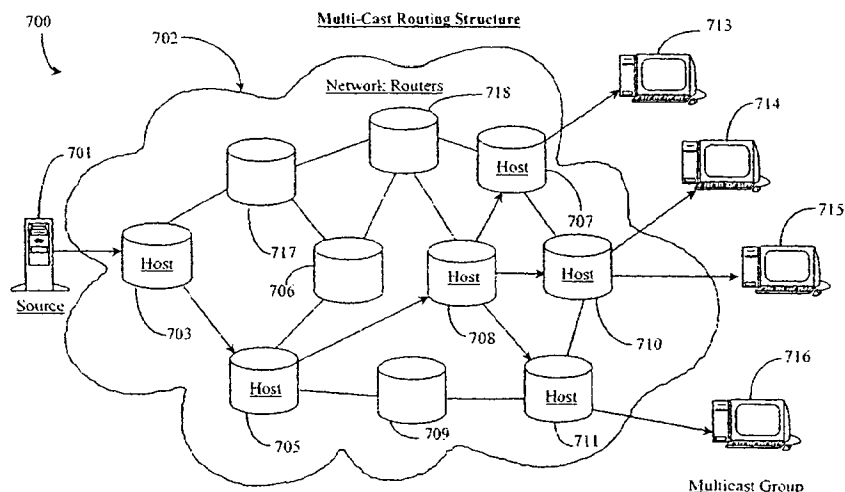 Multi-Cast Routing Structure
700
702
713
Network Routers
718
714
701
Host
707
715
717
706
Host
Host
Host
Source
703
708
710
716
Host
Host
705
709
711
Multicast Group